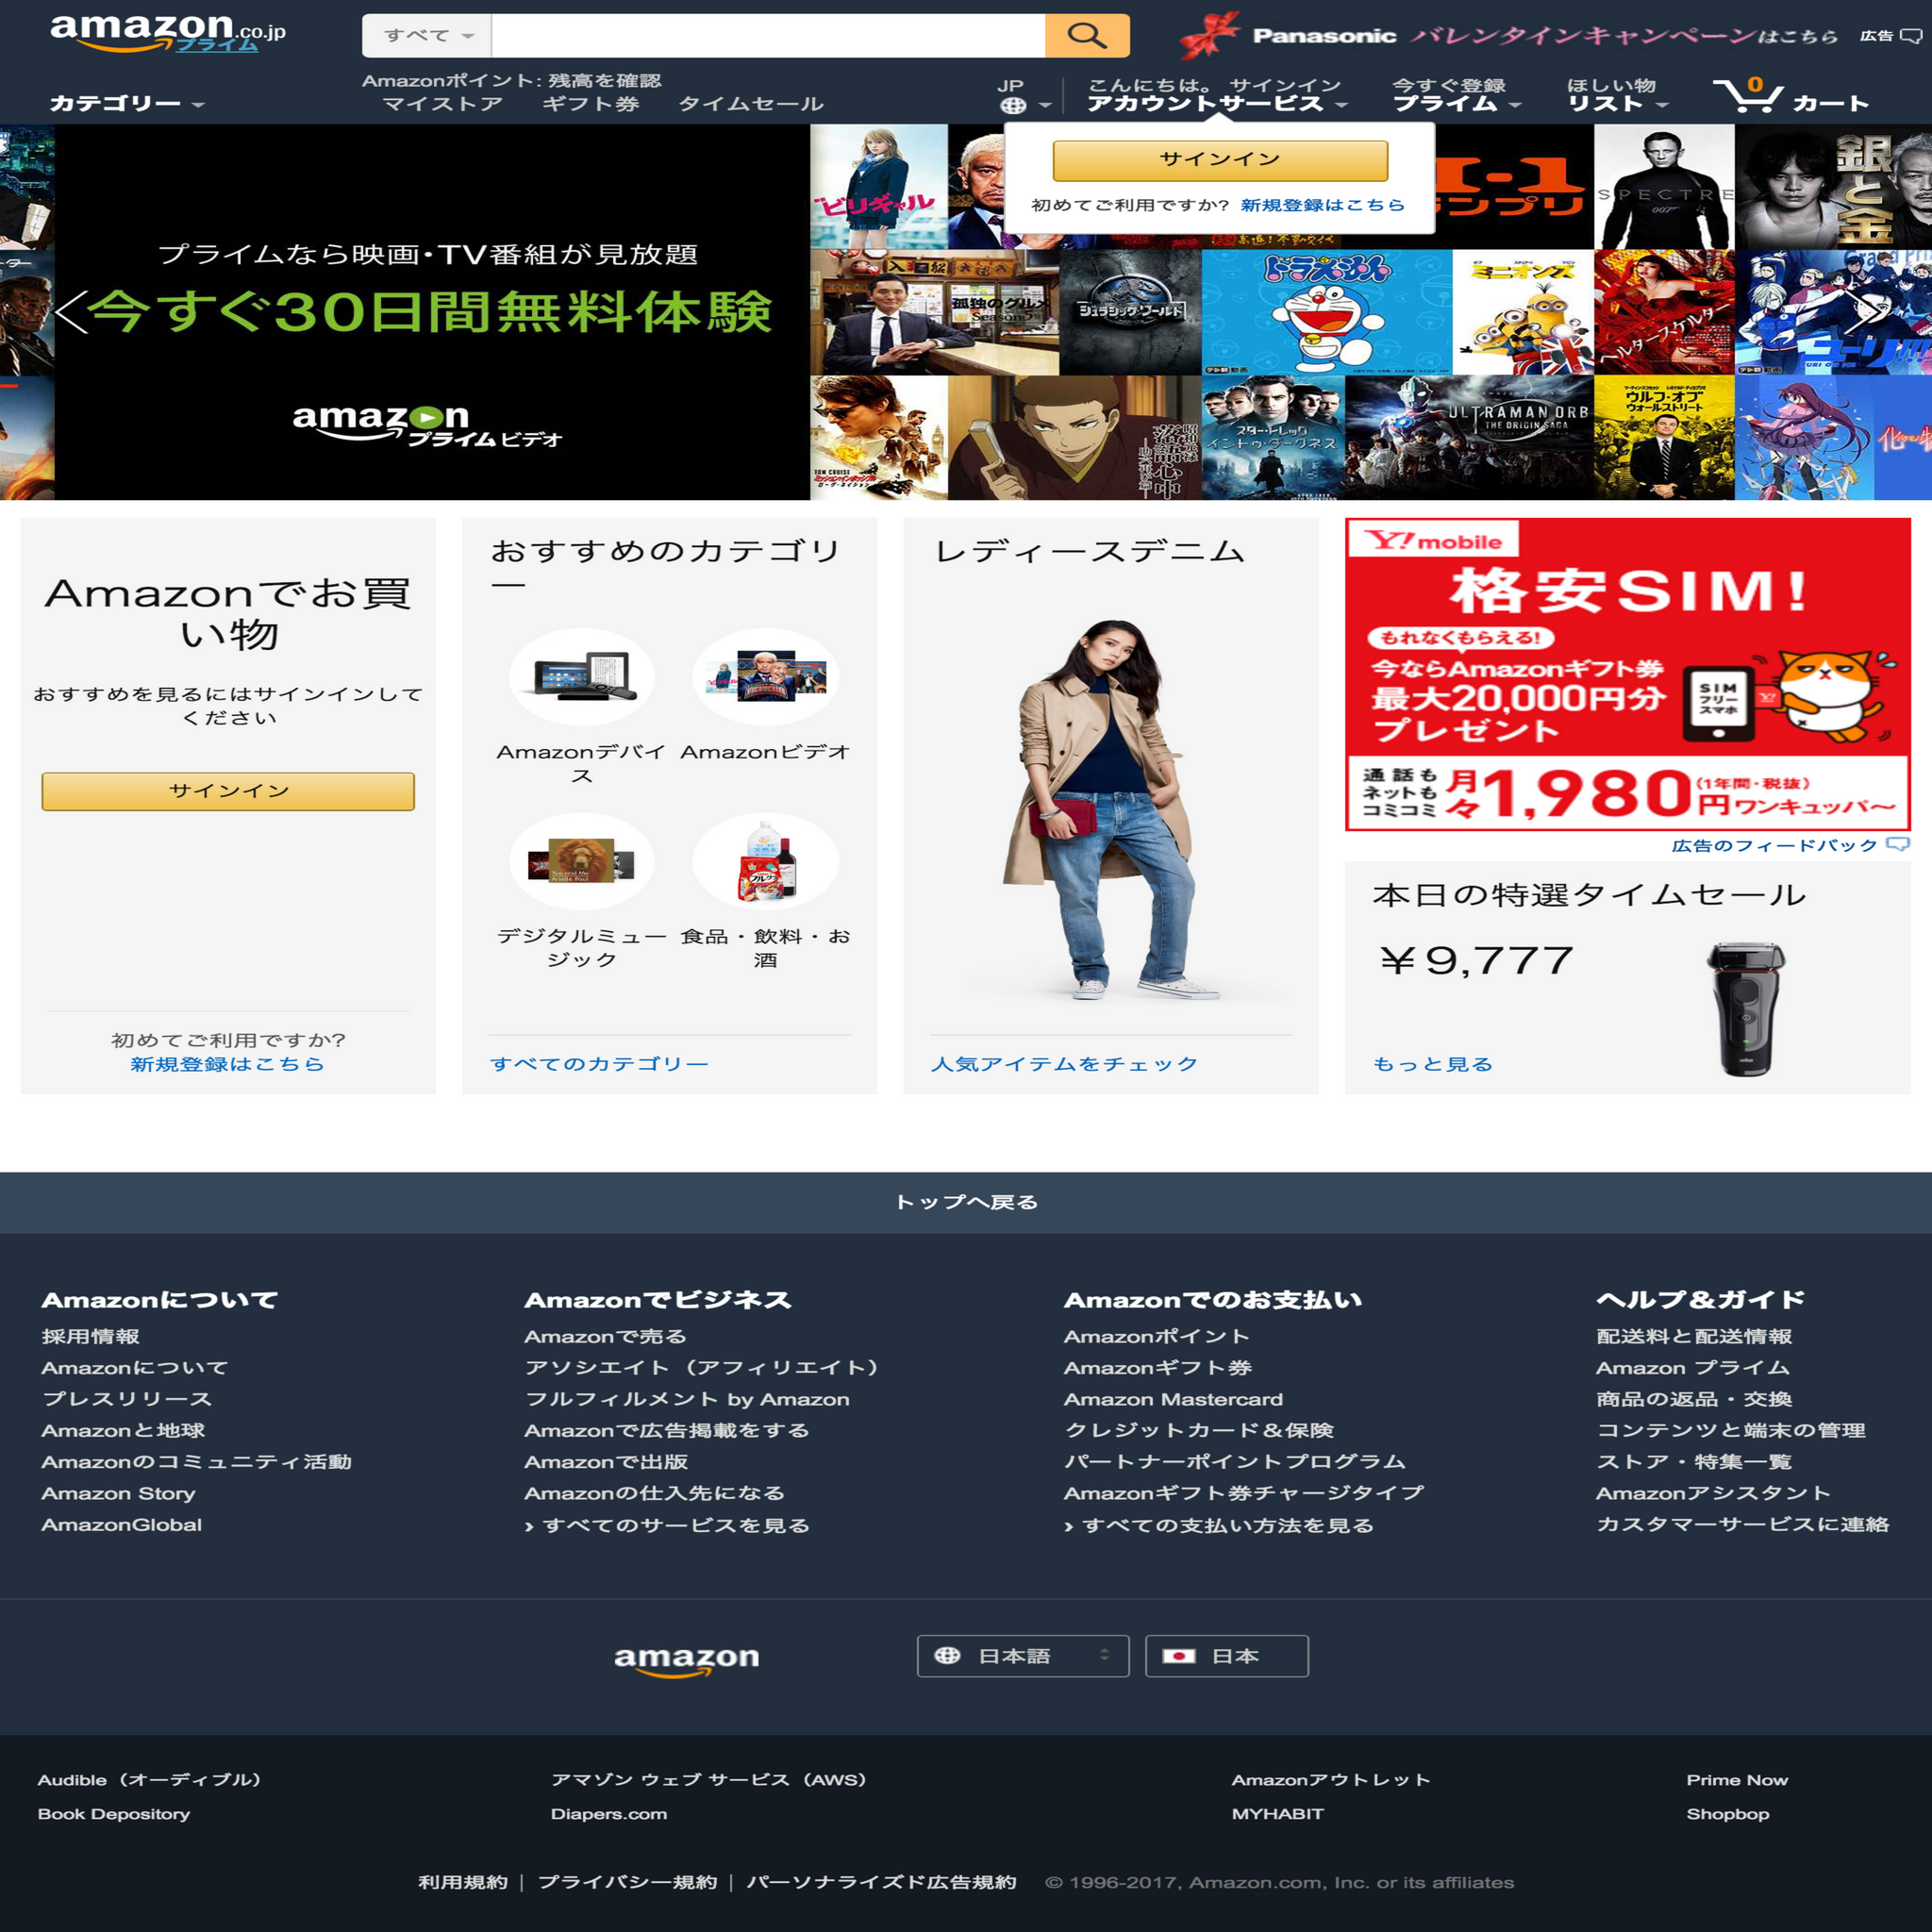 amazon.co.jp
プライム
すべて
Panasonic バレンタインキャンペーンはこちら
広告
カテゴリー
Amazonポイント: 残高を確認
マイストア ギフト券 タイムセール
JP
こんにちは。 サインイン
アカウントサービス
今すぐ登録
プライム
ほしい物
リスト
0
カート
サインイン
初めてご利用ですか? 新規登録はこちら
プライムなら映画・TV番組が見放題
今すぐ30日間無料体験
amazon
プライム ビデオ
ビリギャル
SPECTRE
007
銀と金
孤独のグルメ
Season5
ジュラシック・ワールド
ドラえもん
ミニオンズ
ヘルタースケルター
ユーリ!!!
TOM CRUISE
スター・トレック
イントゥ・ダークネス
ULTRAMAN ORB
THE ORIGIN SAGA
ウルフ・オブ
ウォールストリート
Amazonでお買
い物
おすすめを見るにはサインインして
ください
サインイン
初めてご利用ですか?
新規登録はこちら
おすすめのカテゴリ
ー
Amazonデバイ
ス
Amazonビデオ
デジタルミュー
ジック
食品・飲料・お
酒
すべてのカテゴリー
レディースデニム
人気アイテムをチェック
Y!mobile
格安SIM!
もれなくもらえる!
今ならAmazonギフト券
最大20,000円分
プレゼント
SIM
フリー
スマホ
通話も
ネットも
コミコミ
月々1,980円
(1年間・税抜)
ワンキュッパ〜
広告のフィードバック
本日の特選タイムセール
￥9,777
もっと見る
トップへ戻る
Amazonについて
採用情報
Amazonについて
プレスリリース
Amazonと地球
Amazonのコミュニティ活動
Amazon Story
AmazonGlobal
Amazonでビジネス
Amazonで売る
アソシエイト（アフィリエイト）
フルフィルメント by Amazon
Amazonで広告掲載をする
Amazonで出版
Amazonの仕入先になる
› すべてのサービスを見る
Amazonでのお支払い
Amazonポイント
Amazonギフト券
Amazon Mastercard
クレジットカード＆保険
パートナーポイントプログラム
Amazonギフト券チャージタイプ
› すべての支払い方法を見る
ヘルプ＆ガイド
配送料と配送情報
Amazon プライム
商品の返品・交換
コンテンツと端末の管理
ストア・特集一覧
Amazonアシスタント
カスタマーサービスに連絡
amazon
日本語
日本
Audible（オーディブル）
アマゾン ウェブ サービス（AWS）
Amazonアウトレット
Prime Now
Book Depository
Diapers.com
MYHABIT
Shopbop
利用規約 | プライバシー規約 | パーソナライズド広告規約 © 1996-2017, Amazon.com, Inc. or its affiliates